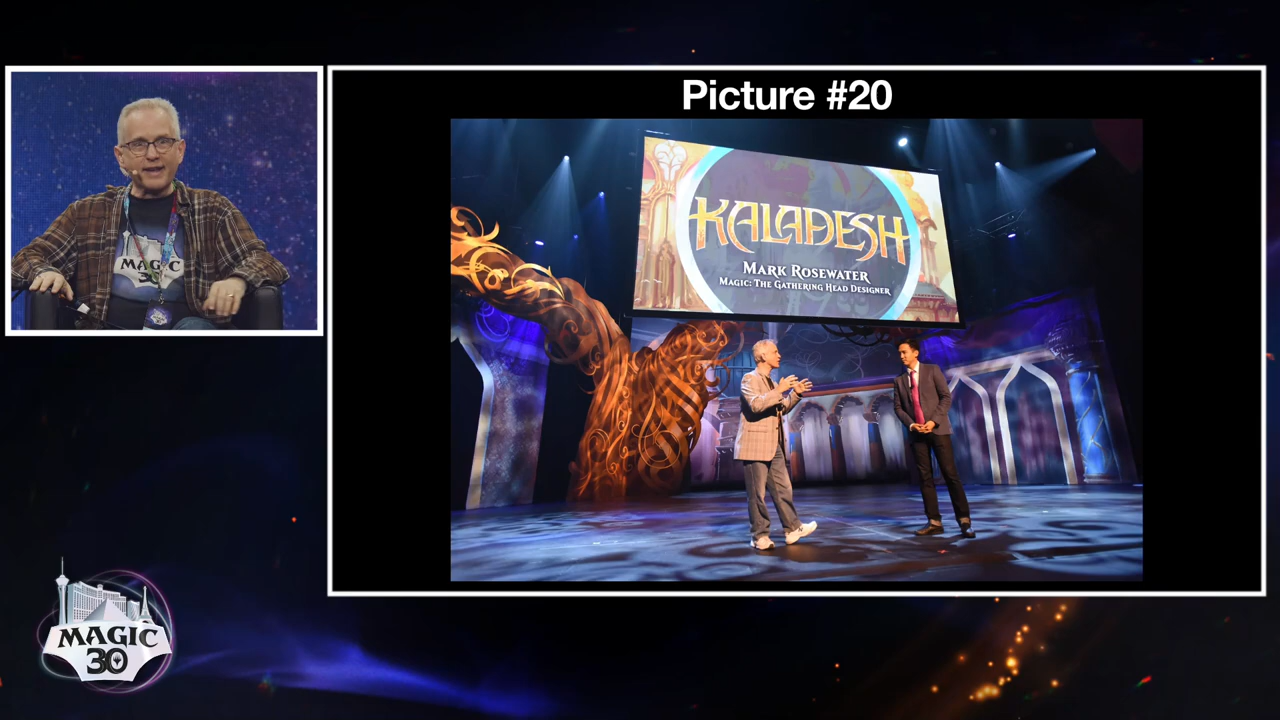 Picture #20
KALADESH
MARK ROSEWATER
MAGIC: THE GATHERING HEAD DESIGNER
MAGIC
30
MAGIC
30